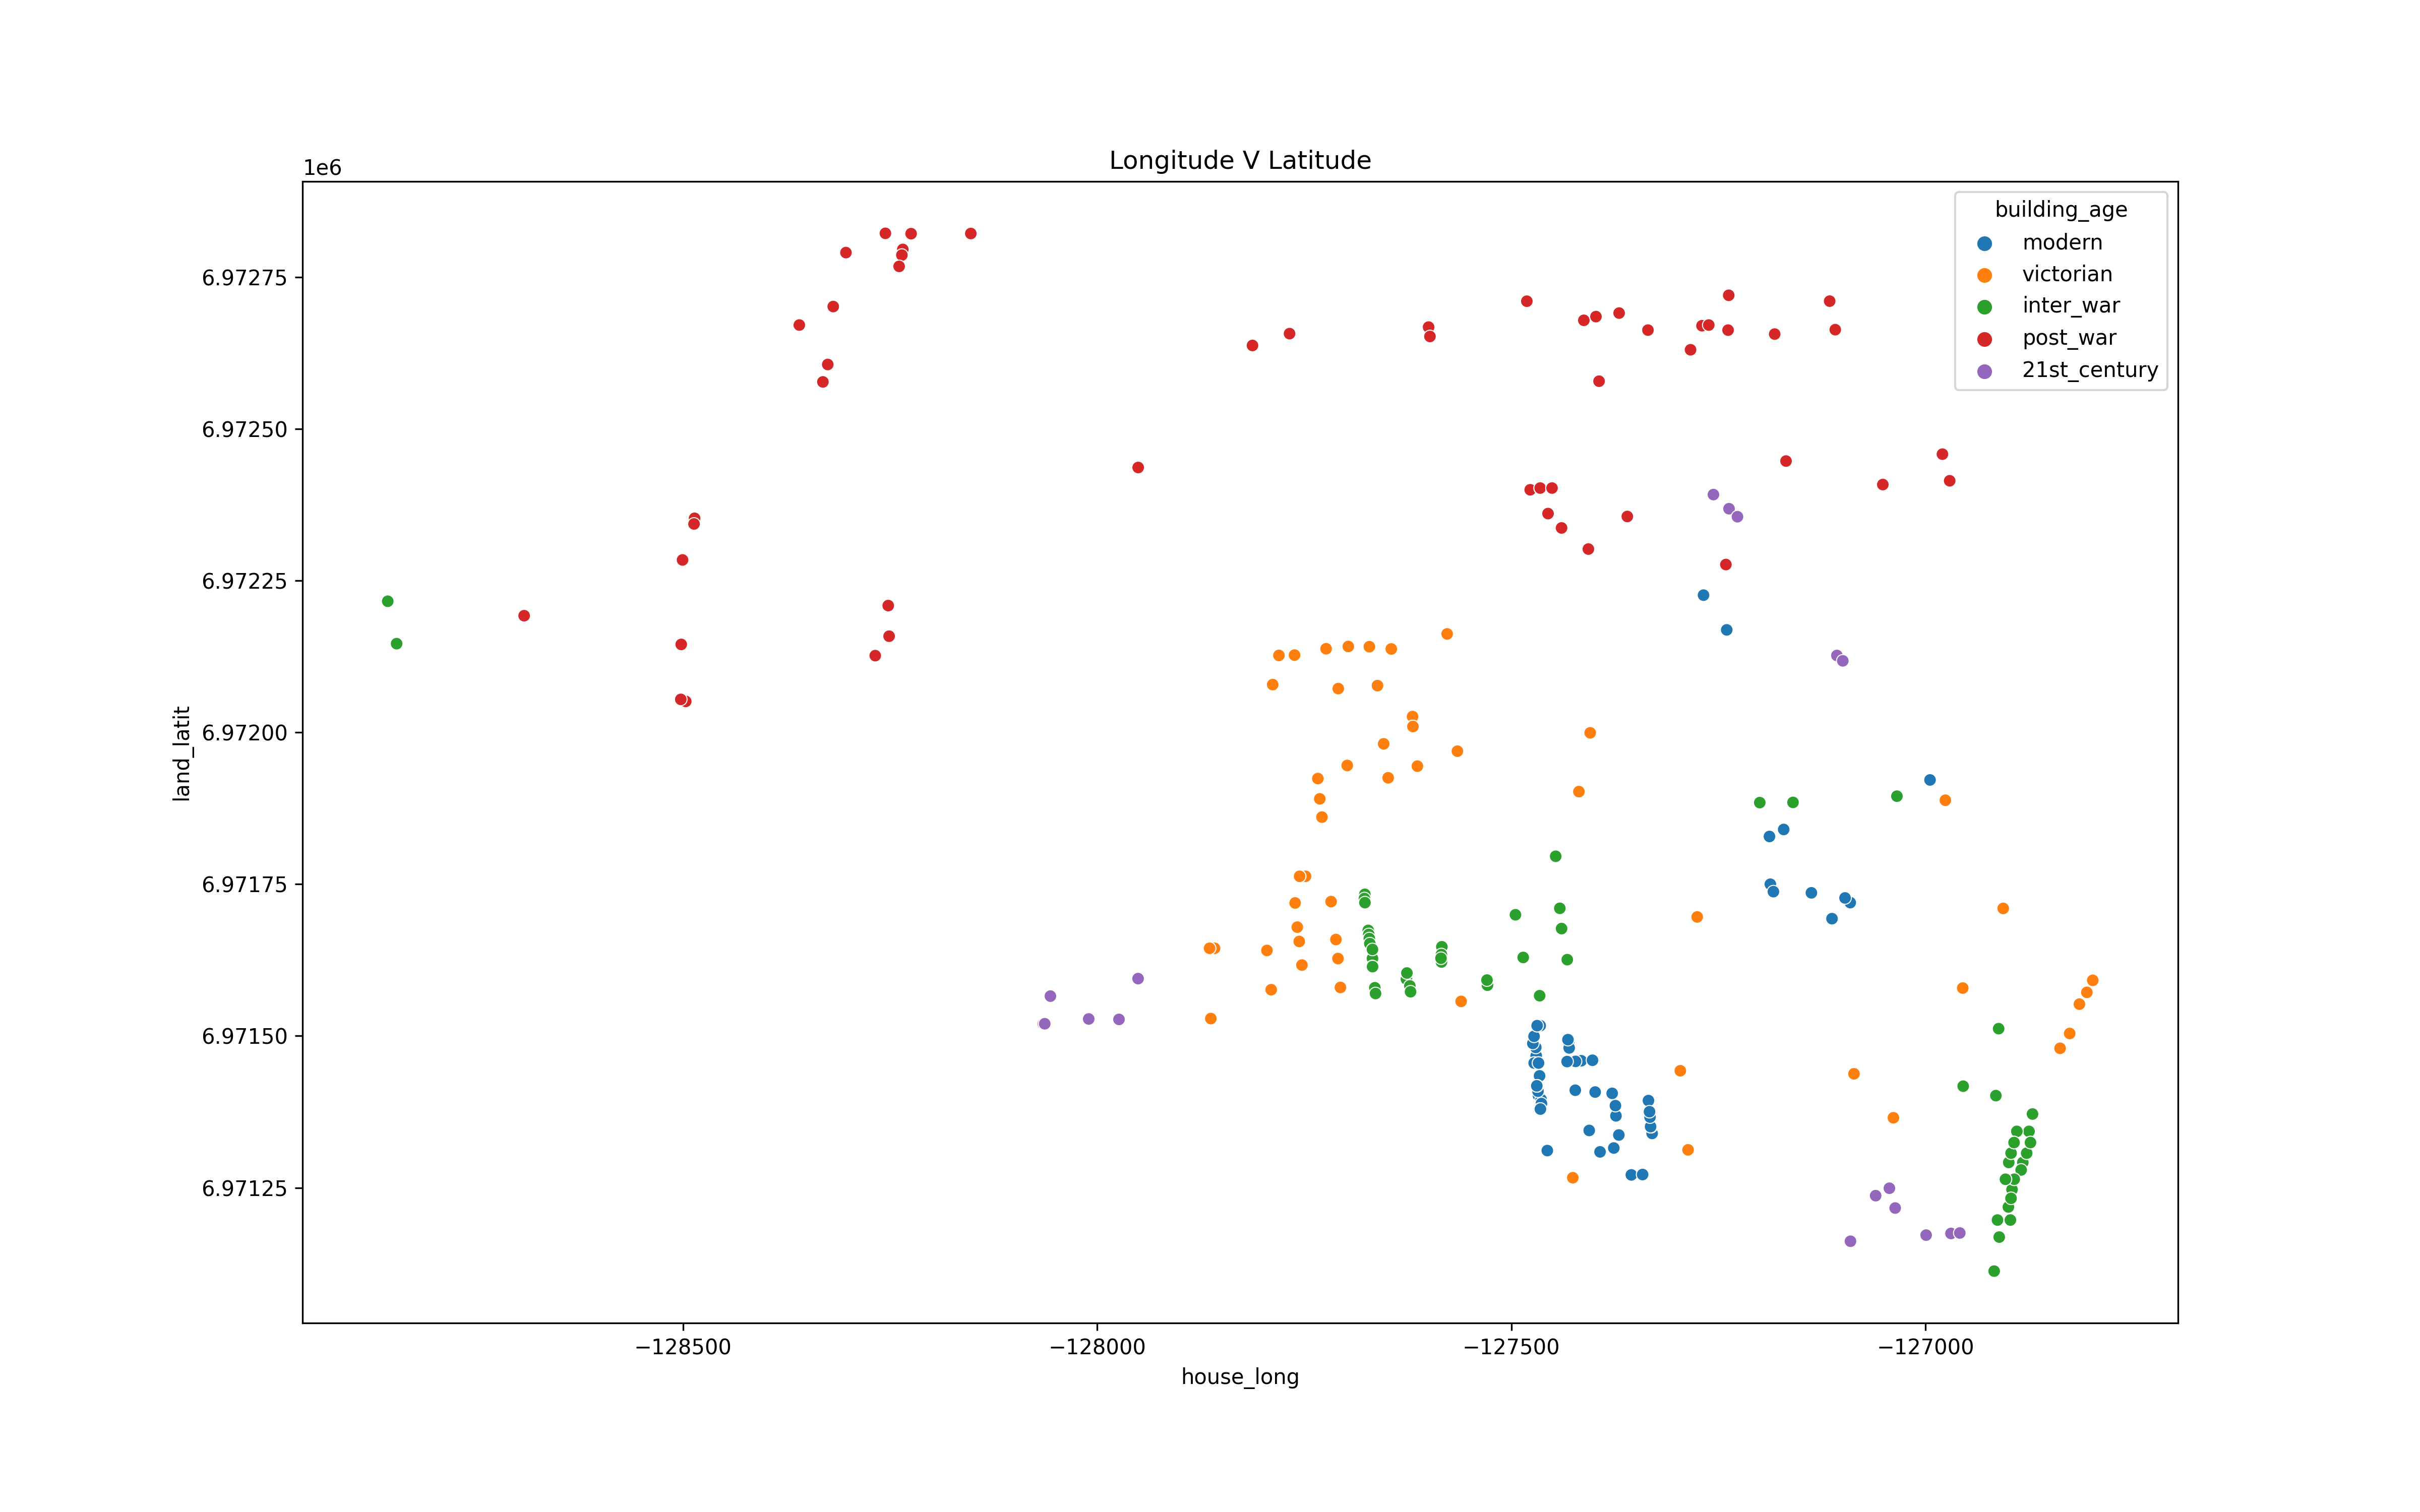 Longitude V Latitude
1e6
building_age
modern
victorian
inter_war
post_war
21st_century
6.97275
6.97250
6.97225
6.97200
6.97175
6.97150
6.97125
land_latit
−128500
−128000
−127500
−127000
house_long